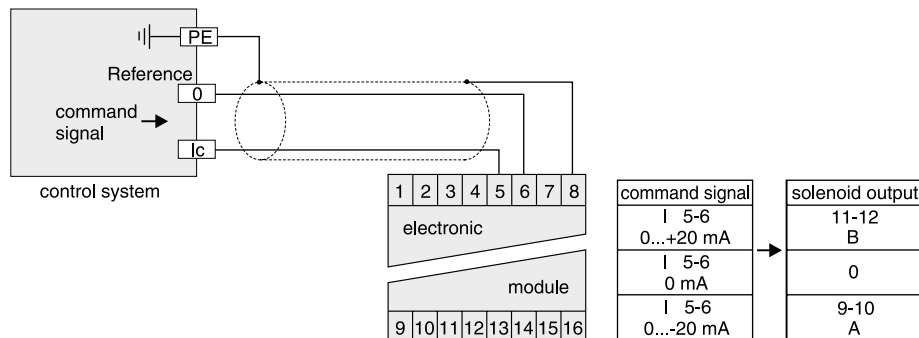 PE
Reference
0
command
signal
Ic
control system
1 2 3 4 5 6 7 8
electronic
module
9 10 11 12 13 14 15 16
command signal
I 5-6
0...+20 mA
I 5-6
0 mA
I 5-6
0...-20 mA
solenoid output
11-12
B
0
9-10
A